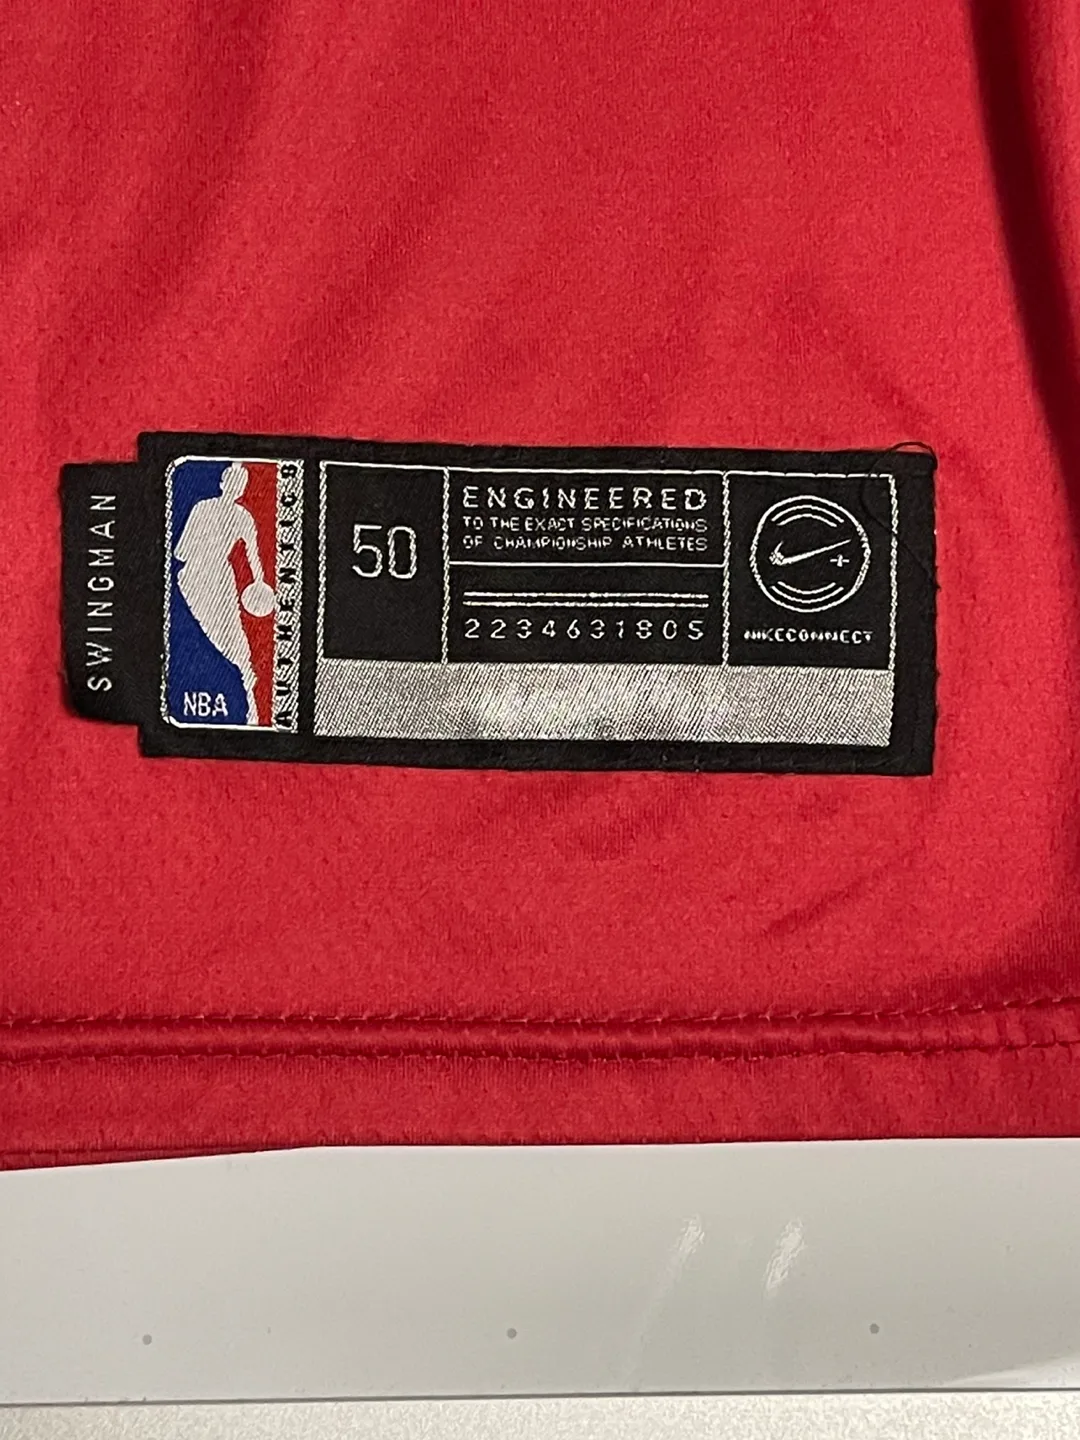 SWINGMAN
NBA
AUTHENTICS
50
ENGINEERED
TO THE EXACT SPECIFICATIONS
OF CHAMPIONSHIP ATHLETES
2234631805
NIKECONNECT